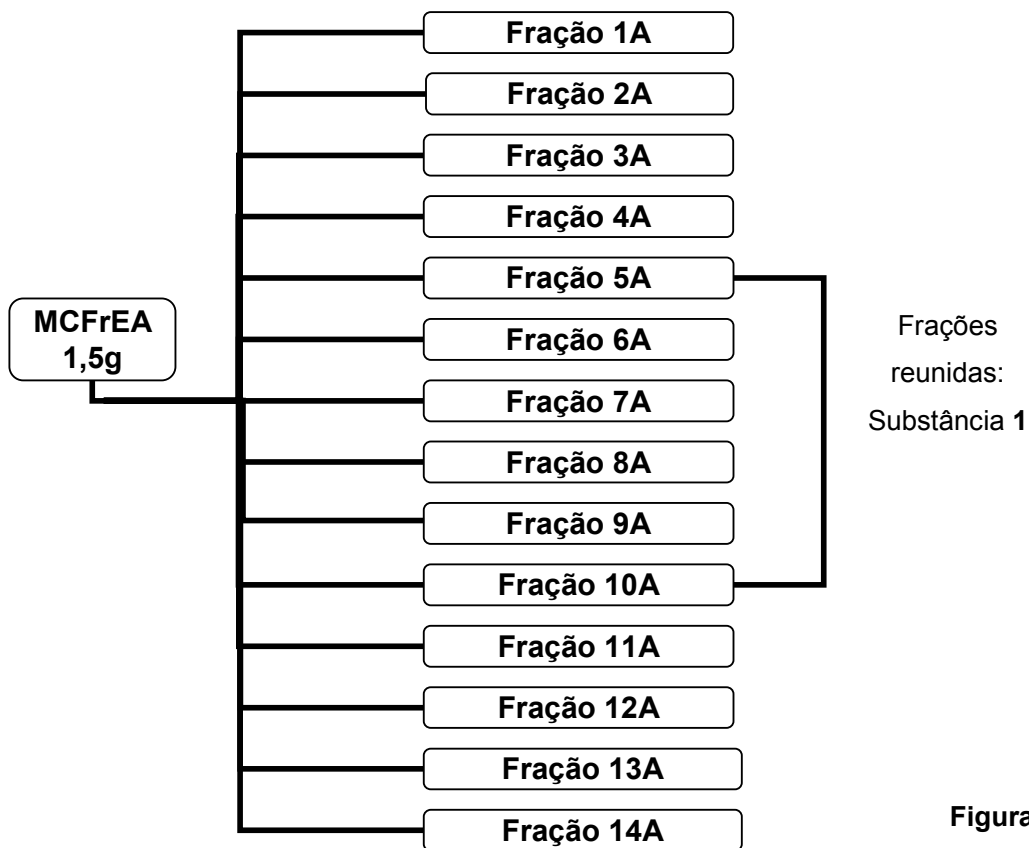 Fração 1A
Fração 2A
Fração 3A
Fração 4A
Fração 5A
MCFrEA
1,5g
Fração 6A
Fração 7A
Fração 8A
Fração 9A
Fração 10A
Fração 11A
Fração 12A
Fração 13A
Fração 14A
Frações
reunidas:
Substância 1
Figura